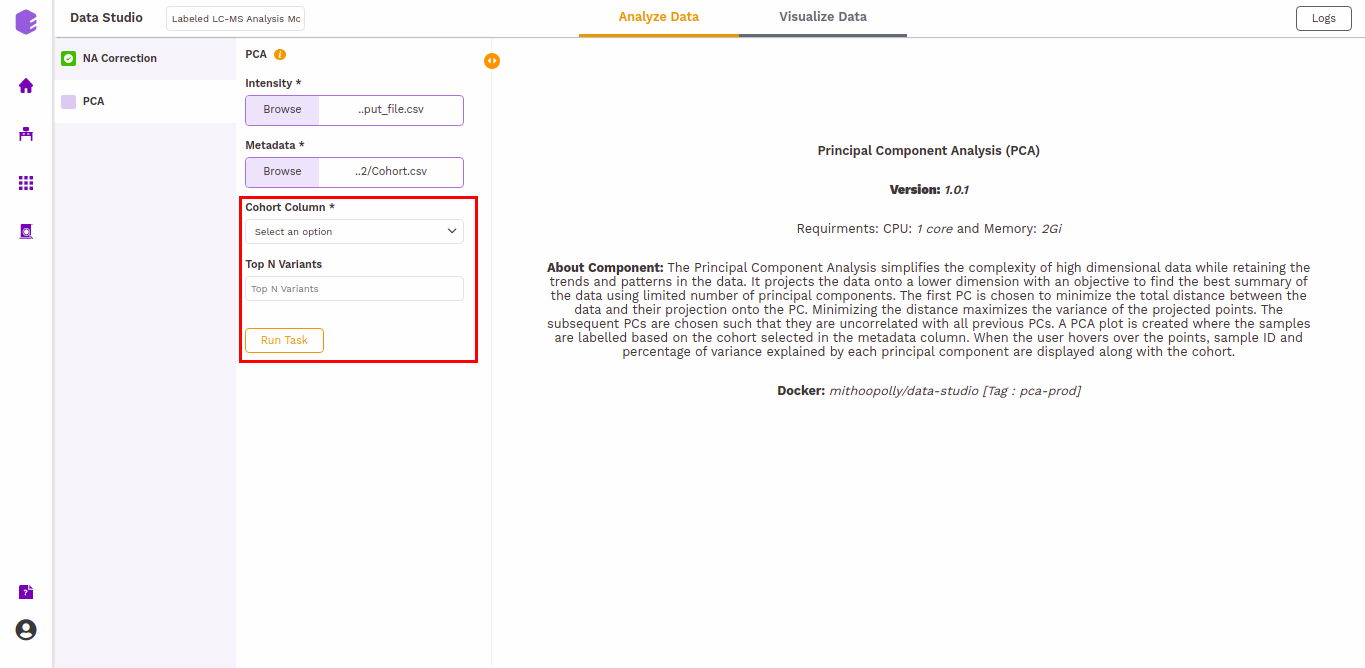 Data Studio
Labeled LC-MS Analysis Mc
Analyze Data
Visualize Data
Logs
NA Correction
PCA
PCA i
Intensity *
Browse ..put_file.csv
Metadata *
Browse ..2/Cohort.csv
Cohort Column *
Select an option
Top N Variants
Top N Variants
Run Task
Principal Component Analysis (PCA)
Version: 1.0.1
Requirments: CPU: 1 core and Memory: 2Gi
About Component: The Principal Component Analysis simplifies the complexity of high dimensional data while retaining the
trends and patterns in the data. It projects the data onto a lower dimension with an objective to find the best summary of
the data using limited number of principal components. The first PC is chosen to minimize the total distance between the
data and their projection onto the PC. Minimizing the distance maximizes the variance of the projected points. The
subsequent PCs are chosen such that they are uncorrelated with all previous PCs. A PCA plot is created where the samples
are labelled based on the cohort selected in the metadata column. When the user hovers over the points, sample ID and
percentage of variance explained by each principal component are displayed along with the cohort.
Docker: mithoopolly/data-studio [Tag : pca-prod]
?